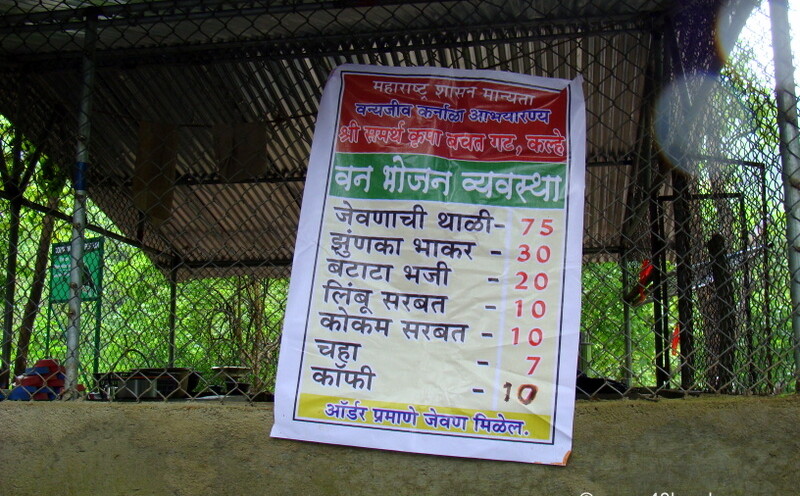 महाराष्ट्र शासन मान्यता
वन्यजीव कर्नाळा आभयारण्य
श्री समर्थ कृपा बचत गट, कल्हे
वन भोजन व्यवस्था
जेवणाची थाळी- 75
झुंणका भाकर - 30
बटाटा भजी - 20
लिंबू सरबत - 10
कोकम सरबत - 10
चहा - 7
कॉफी - 10
ऑर्डर प्रमाणे जेवण मिळेल.